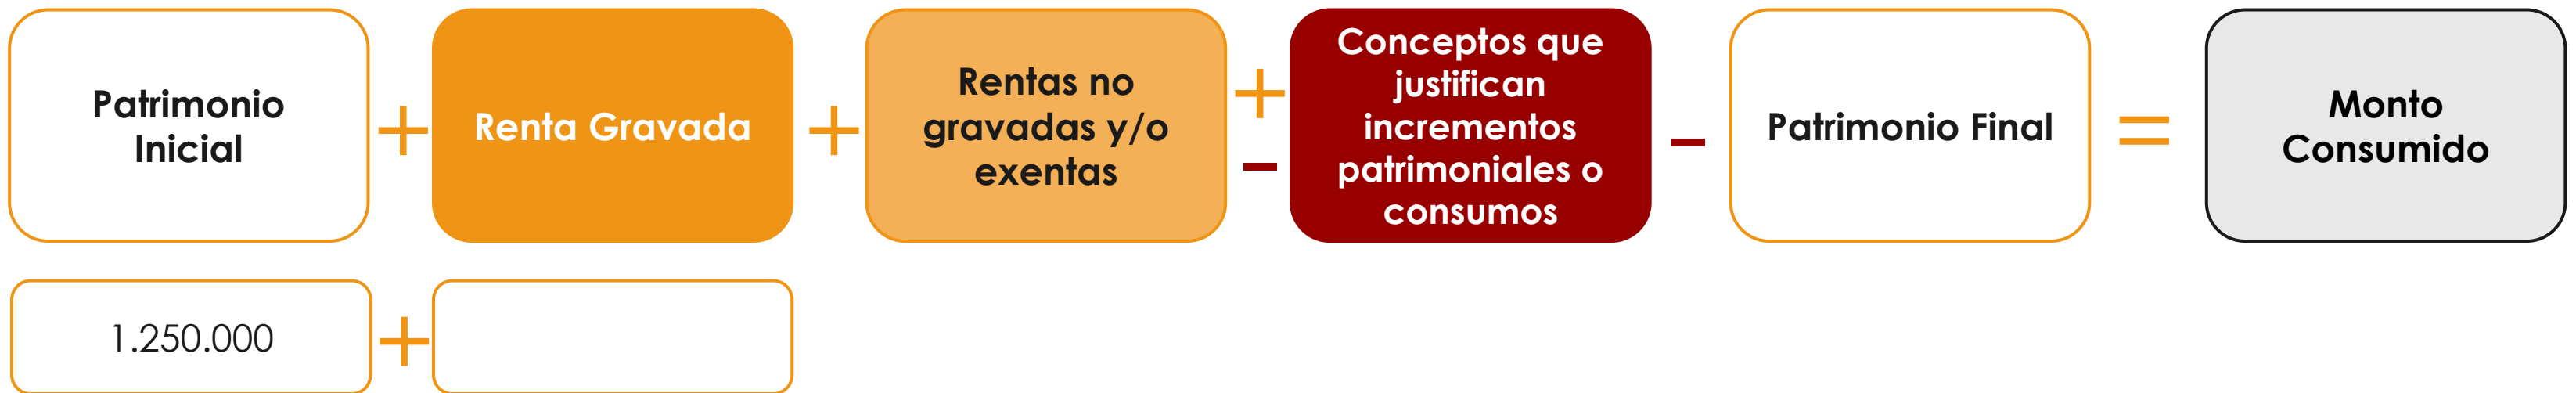 Patrimonio
Inicial
+
Renta Gravada
+
Rentas no
gravadas y/o
exentas
+
-
Conceptos que
justifican
incrementos
patrimoniales o
consumos
-
Patrimonio Final
=
Monto
Consumido
1.250.000
+